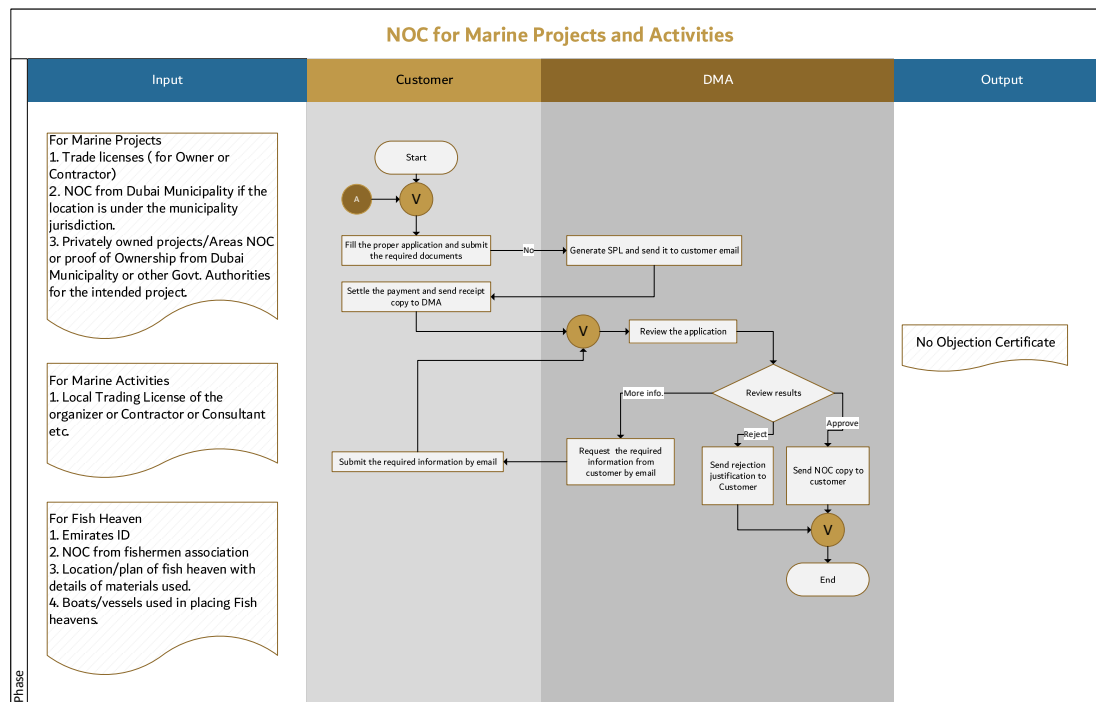 NOC for Marine Projects and Activities
Input
Customer
DMA
Output
For Marine Projects
1. Trade licenses ( for Owner or
Contractor)
2. NOC from Dubai Municipality if the
location is under the municipality
jurisdiction.
3. Privately owned projects/Areas NOC
or proof of Ownership from Dubai
Municipality or other Govt. Authorities
for the intended project.
For Marine Activities
1. Local Trading License of the
organizer or Contractor or Consultant
etc.
For Fish Heaven
1. Emirates ID
2. NOC from fishermen association
3. Location/plan of fish heaven with
details of materials used.
4. Boats/vessels used in placing Fish
heavens.
Start
A
V
Fill the proper application and submit
the required documents
No
Generate SPL and send it to customer email
Settle the payment and send receipt
copy to DMA
V
Review the application
Review results
More info.
Reject
Approve
Request the required
information from
customer by email
Submit the required information by email
Send rejection
justification to
Customer
Send NOC copy to
customer
V
End
No Objection Certificate
Phase